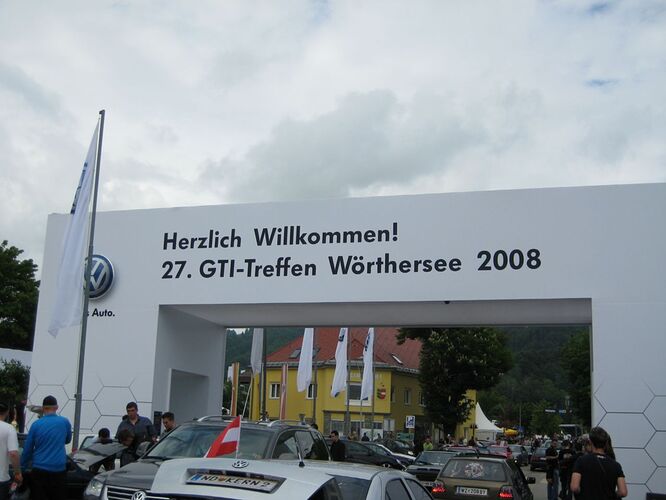 Herzlich Willkommen!
27. GTI-Treffen Wörthersee 2008
Auto.